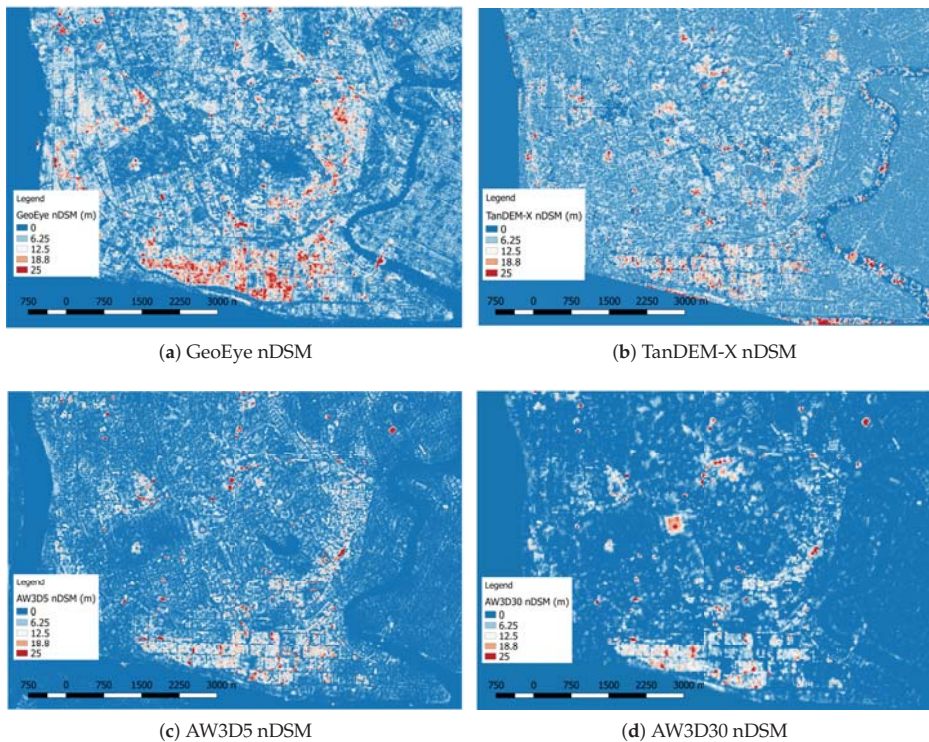 Legend
GeoEye nDSM (m)
0
6.25
12.5
18.8
25
750 0 750 1500 2250 3000 n
(a) GeoEye nDSM
Legend
TanDEM-X nDSM (m)
0
6.25
12.5
18.8
25
750 0 750 1500 2250 3000 n
(b) TanDEM-X nDSM
Legend
AW3D5 nDSM (m)
0
6.25
12.5
18.8
25
750 0 750 1500 2250 3000 n
(c) AW3D5 nDSM
Legend
AW3D30 nDSM (m)
0
6.25
12.5
18.8
25
750 0 750 1500 2250 3000 n
(d) AW3D30 nDSM